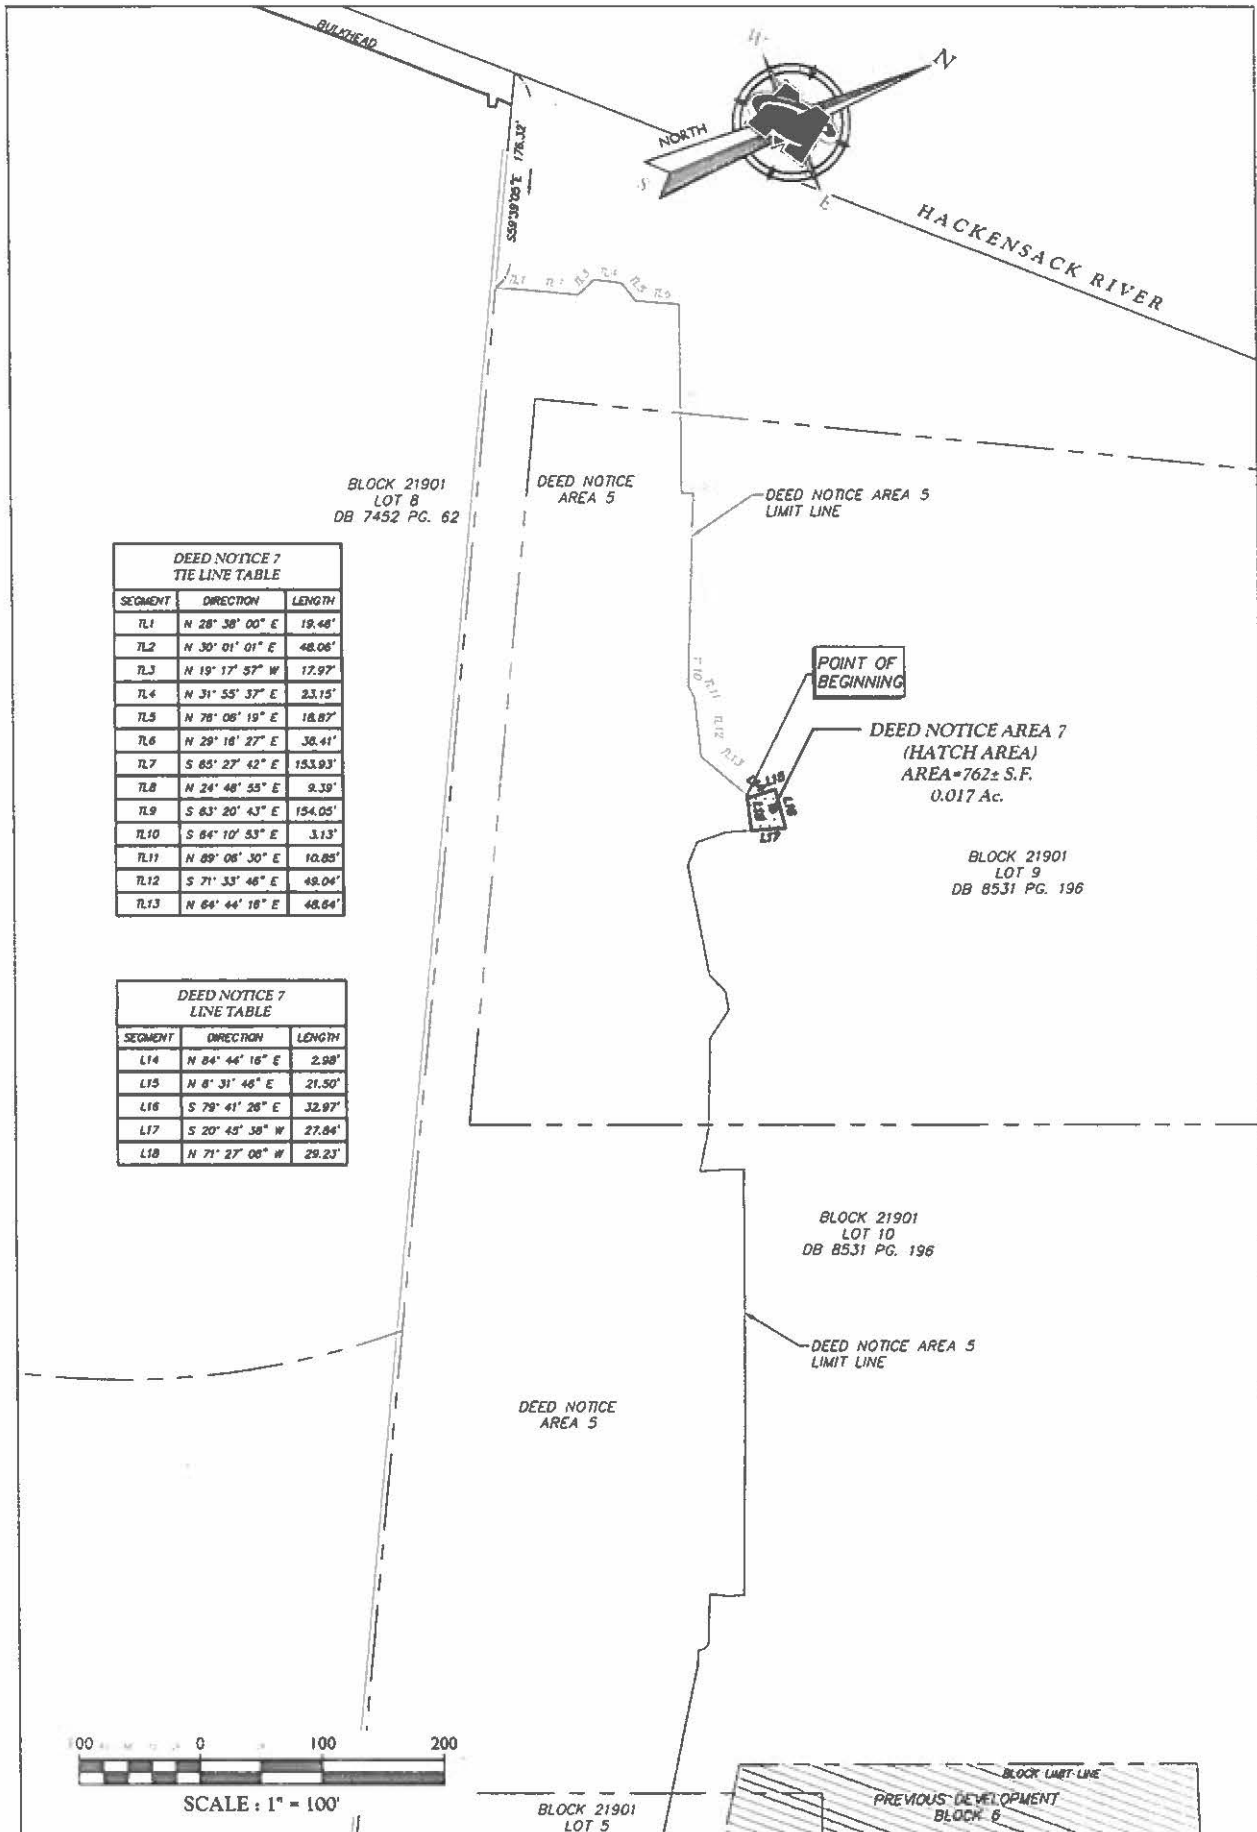 BULKHEAD
N
NORTH
S
E
S59°39'05"E 176.32'
HACKENSACK RIVER
BLOCK 21901
LOT 8
DB 7452 PG. 62
DEED NOTICE
AREA 5
DEED NOTICE AREA 5
LIMIT LINE
DEED NOTICE 7
TIE LINE TABLE
SEGMENT DIRECTION LENGTH
TL1 N 28° 38' 00" E 19.48'
TL2 N 30° 01' 01" E 48.06'
TL3 N 19° 17' 57" W 17.97'
TL4 N 31° 55' 37" E 23.15'
TL5 N 78° 06' 19" E 18.87'
TL6 N 29° 16' 27" E 38.41'
TL7 S 65° 27' 42" E 153.93'
TL8 N 24° 48' 55" E 9.39'
TL9 S 63° 20' 43" E 154.05'
TL10 S 84° 10' 53" E 3.13'
TL11 N 89° 06' 30" E 10.85'
TL12 S 71° 33' 46" E 49.04'
TL13 N 64° 44' 16" E 48.64'
TL10
TL11
TL12
TL13
POINT OF
BEGINNING
DEED NOTICE AREA 7
(HATCH AREA)
AREA=762± S.F.
0.017 Ac.
L15
L16
L17
L18
BLOCK 21901
LOT 9
DB 8531 PG. 196
DEED NOTICE 7
LINE TABLE
SEGMENT DIRECTION LENGTH
L14 N 84° 44' 16" E 2.98'
L15 N 8° 31' 46" E 21.50'
L16 S 79° 41' 26" E 32.97'
L17 S 20° 45' 38" W 27.84'
L18 N 71° 27' 08" W 29.23'
BLOCK 21901
LOT 10
DB 8531 PG. 196
DEED NOTICE AREA 5
LIMIT LINE
DEED NOTICE
AREA 5
100 0 100 200
SCALE : 1" = 100'
BLOCK 21901
LOT 5
BLOCK LIMIT LINE
PREVIOUS DEVELOPMENT
BLOCK 6